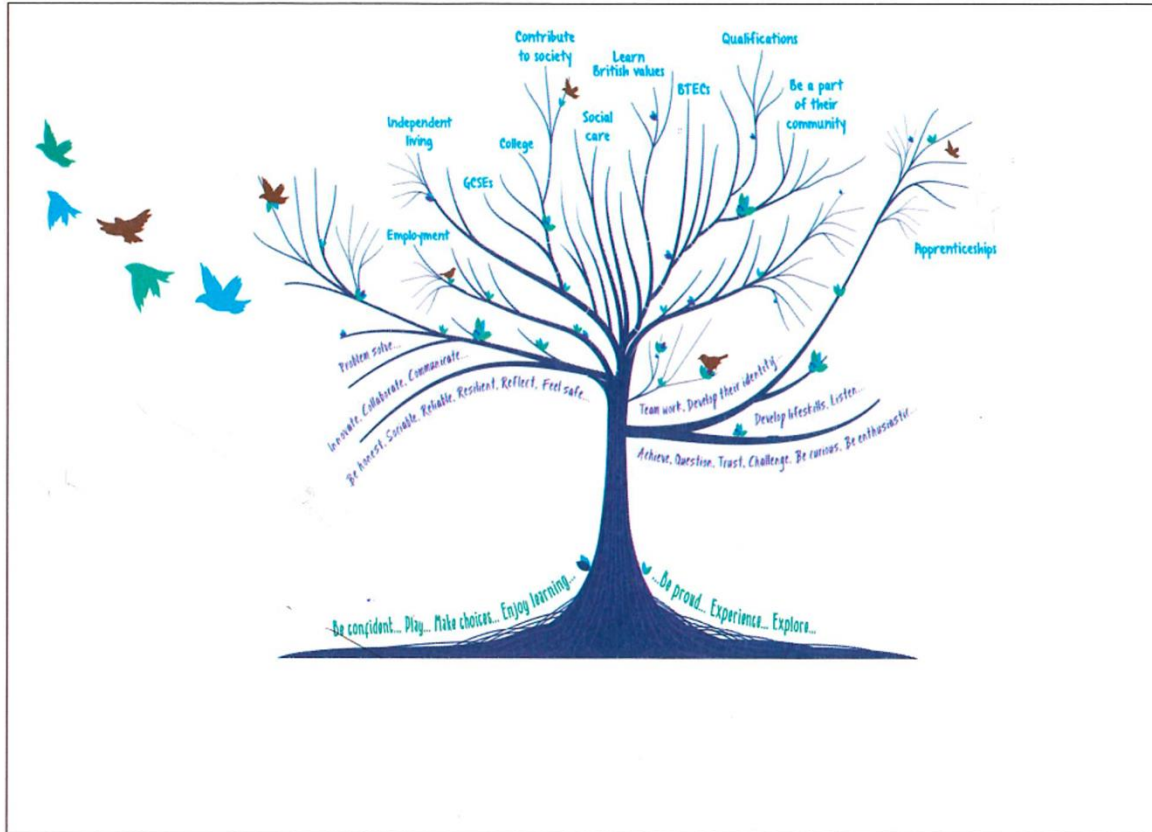 Contribute
to society
Learn
British values
Qualifications
BTECs
Be a part
of their
community
Independent
living
College
Social
care
GCSEs
Employment
Apprenticeships
Problem solve...
Innovate, Collaborate, Communicate...
Be honest, Sociable, Reliable, Resilient, Reflect, Feel safe...
Team work, Develop their identity...
Develop lifeskills, Listen...
Achieve, Question, Trust, Challenge, Be curious, Be enthusiastic...
Be confident... Play... Make choices... Enjoy learning...
...Be proud... Experience... Explore...